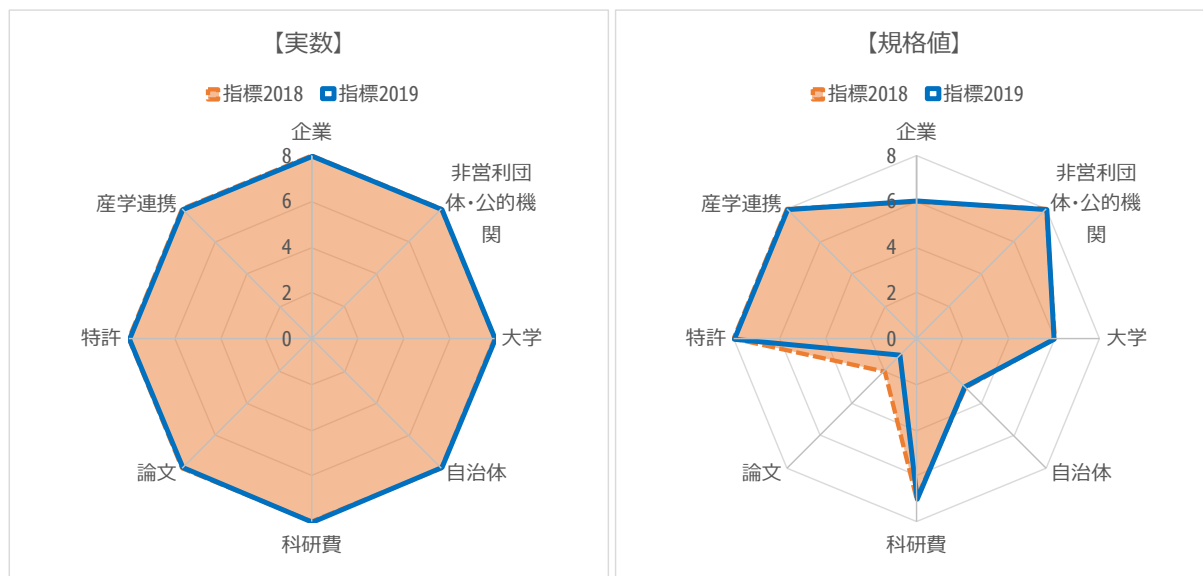 【実数】
指標2018 指標2019
企業
8
6
4
2
0
非営利団
体・公的機
関
大学
自治体
科研費
論文
特許
産学連携
【規格値】
指標2018 指標2019
企業
8
6
4
2
0
非営利団
体・公的機
関
大学
自治体
科研費
論文
特許
産学連携